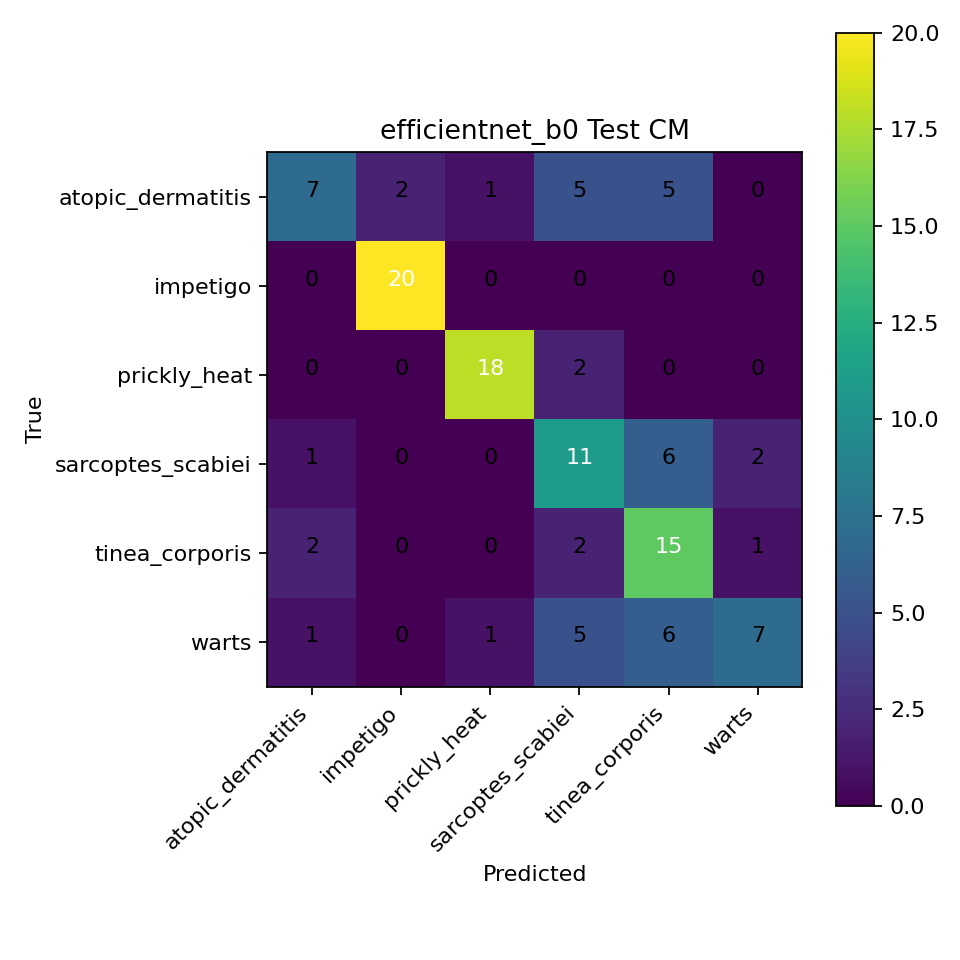 efficientnet_b0 Test CM
True
atopic_dermatitis 7 2 1 5 5 0
impetigo 0 20 0 0 0 0
prickly_heat 0 0 18 2 0 0
sarcoptes_scabiei 1 0 0 11 6 2
tinea_corporis 2 0 0 2 15 1
warts 1 0 1 5 6 7
atopic_dermatitis impetigo prickly_heat sarcoptes_scabiei tinea_corporis warts
Predicted
20.0
17.5
15.0
12.5
10.0
7.5
5.0
2.5
0.0